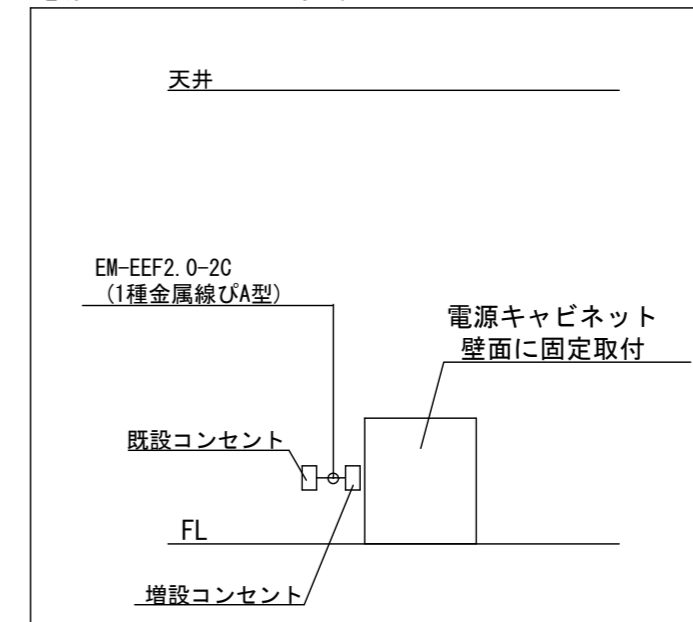 天井
EM-EEF2.0-2C
（1種金属線ぴA型）
電源キャビネット
壁面に固定取付
既設コンセント
FL
増設コンセント